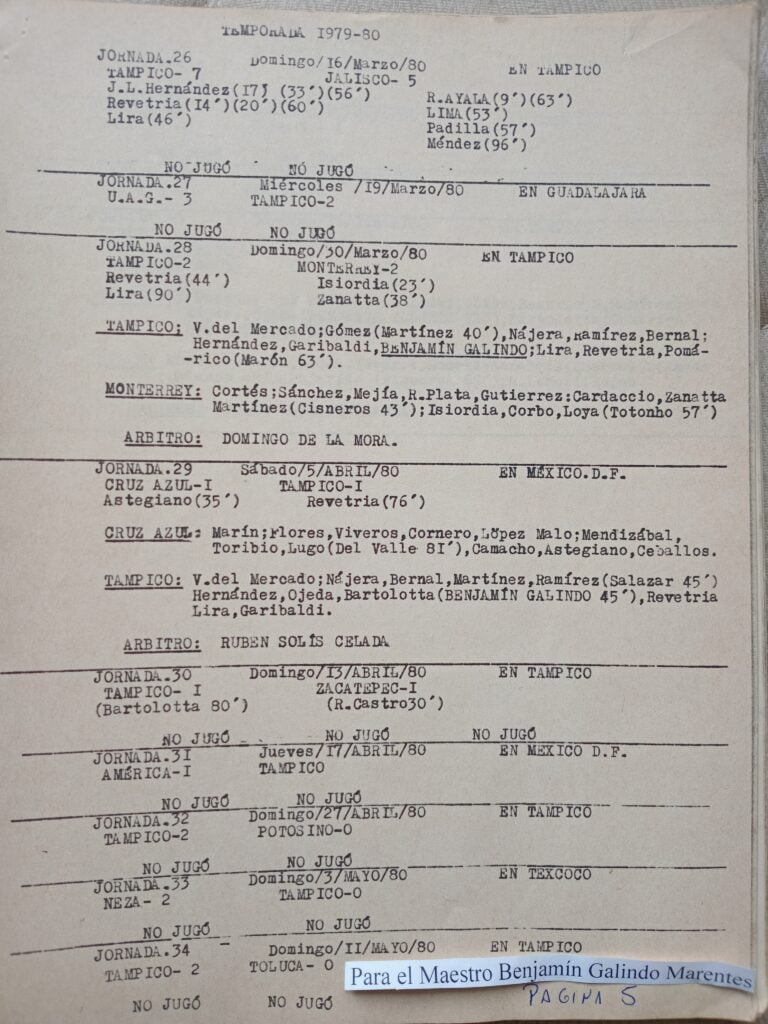 TEMPORADA 1979-80
JORNADA.26 Domingo/16/Marzo/80 EN TAMPICO
TAMPICO- 7 JALISCO- 5
J.L.Hernández(17) (33´)(56´) R.AYALA(9´)(63´)
Revetria(14´)(20´)(60´) LIMA(53´)
Lira(46´) Padilla(57´)
Méndez(96´)
NO JUGÓ NÓ JUGÓ
JORNADA.27 Miércoles /19/Marzo/80 EN GUADALAJARA
U.A.G.- 3 TAMPICO-2
NO JUGÓ NO JUGÓ
JORNADA.28 Domingo/30/Marzo/80 EN TAMPICO
TAMPICO-2 MONTERREY-2
Revetria(44´) Isiordia(23´)
Lira(90´) Zanatta(38´)
TAMPICO: V.del Mercado;Gómez(Martínez 40´),Nájera,Ramírez,Bernal;
Hernández,Garibaldi,BENJAMÍN GALINDO;Lira,Revetria,Pomá-
-rico(Marón 63´).
MONTERREY: Cortés;Sánchez,Mejía,R.Plata,Gutierrez:Cardaccio,Zanatta
Martínez(Cisneros 43´);Isiordia,Corbo,Loya(Totonho 57´)
ARBITRO: DOMINGO DE LA MORA.
JORNADA.29 Sábado/5/ABRIL/80 EN MÉXICO.D.F.
CRUZ AZUL-I TAMPICO-I
Astegiano(35´) Revetria(76´)
CRUZ AZUL: Marín;Flores,Viveros,Cornero,López Malo;Mendizábal,
Toribio,Lugo(Del Valle 8I´),Camacho,Astegiano,Ceballos.
TAMPICO: V.del Mercado;Nájera,Bernal,Martínez,Ramírez(Salazar 45´)
Hernández,Ojeda,Bartolotta(BENJAMÍN GALINDO 45´),Revetria
Lira,Garibaldi.
ARBITRO: RUBEN SOLÍS CELADA
JORNADA.30 Domingo/I3/ABRIL/80 EN TAMPICO
TAMPICO- I ZACATEPEC-I
(Bartolotta 80´) (R.Castro30´)
NO JUGÓ NO JUGÓ NO JUGÓ
JORNADA.3I Jueves/I7/ABRIL/80 EN MEXICO D.F.
AMÉRICA-I TAMPICO
NO JUGÓ NO JUGÓ
JORNADA.32 Domingo/27/ABRIL/80 EN TAMPICO
TAMPICO-2 POTOSINO-0
NO JUGÓ NO JUGÓ
JORNADA.33 Domingo/3/MAYO/80 EN TEXCOCO
NEZA- 2 TAMPICO-0
NO JUGÓ NO JUGÓ
JORNADA.34 Domingo/II/MAYO/80 EN TAMPICO
TAMPICO- 2 TOLUCA- 0
Para el Maestro Benjamín Galindo Marentes
PAGINA 5
NO JUGÓ NO JUGÓ